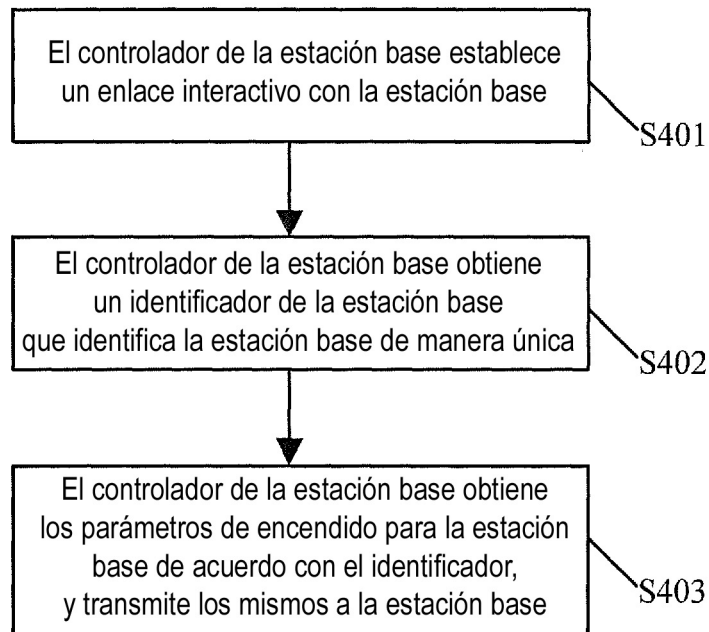 El controlador de la estación base establece
un enlace interactivo con la estación base
S401
El controlador de la estación base obtiene
un identificador de la estación base
que identifica la estación base de manera única
S402
El controlador de la estación base obtiene
los parámetros de encendido para la estación
base de acuerdo con el identificador,
y transmite los mismos a la estación base
S403